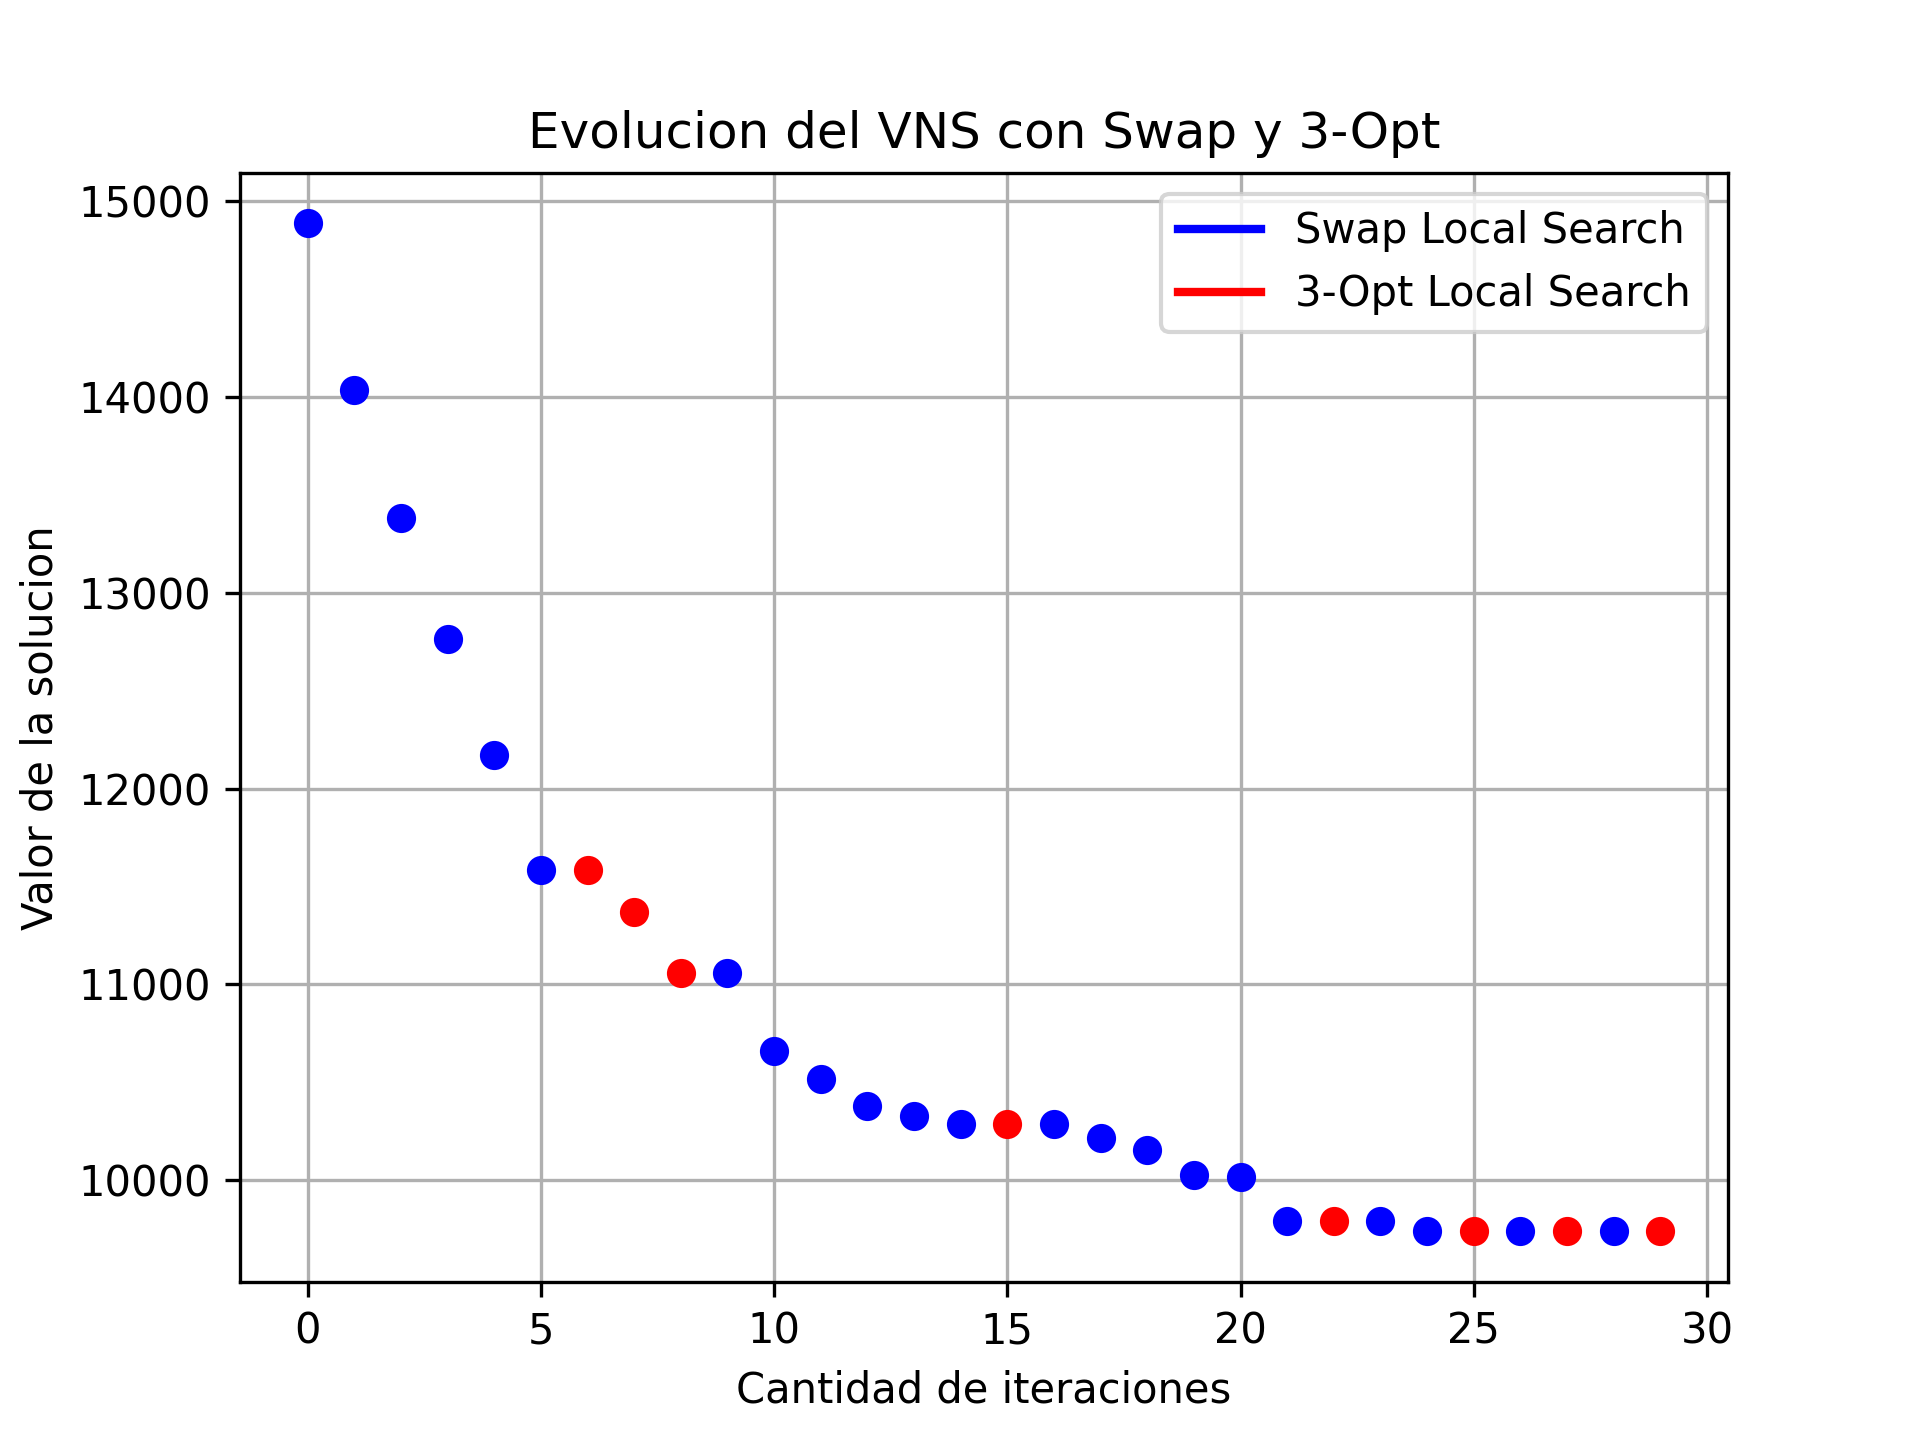 Evolucion del VNS con Swap y 3-Opt
Swap Local Search
3-Opt Local Search
Valor de la solucion
15000
14000
13000
12000
11000
10000
0 5 10 15 20 25 30
Cantidad de iteraciones